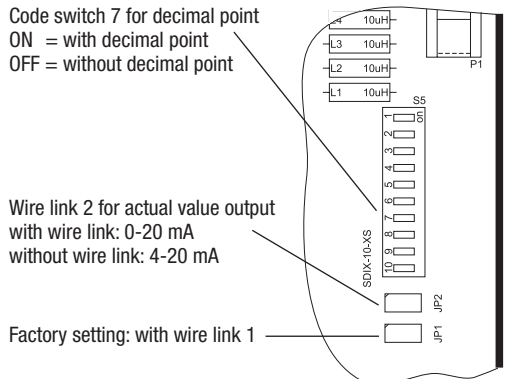 Code switch 7 for decimal point
ON = with decimal point
OFF = without decimal point
L4 10uH
L3 10uH
L2 10uH
L1 10uH
P1
S5
on
1
2
3
4
5
6
7
8
9
10
SDIX-10-XS
Wire link 2 for actual value output
with wire link: 0-20 mA
without wire link: 4-20 mA
JP2
Factory setting: with wire link 1
JP1